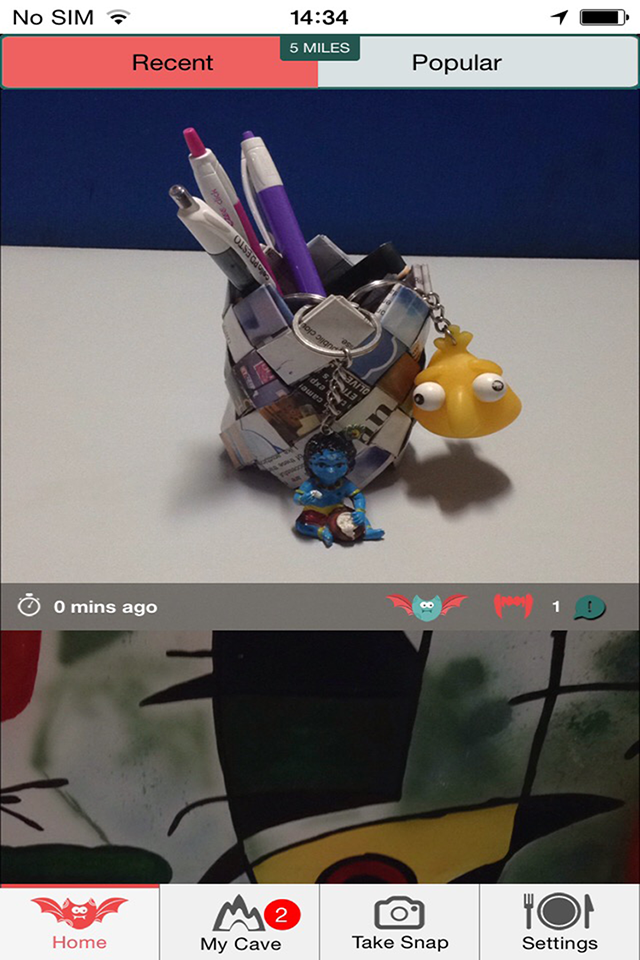 No SIM 14:34
5 MILES
Recent Popular
0 mins ago 1
2
Home My Cave Take Snap Settings